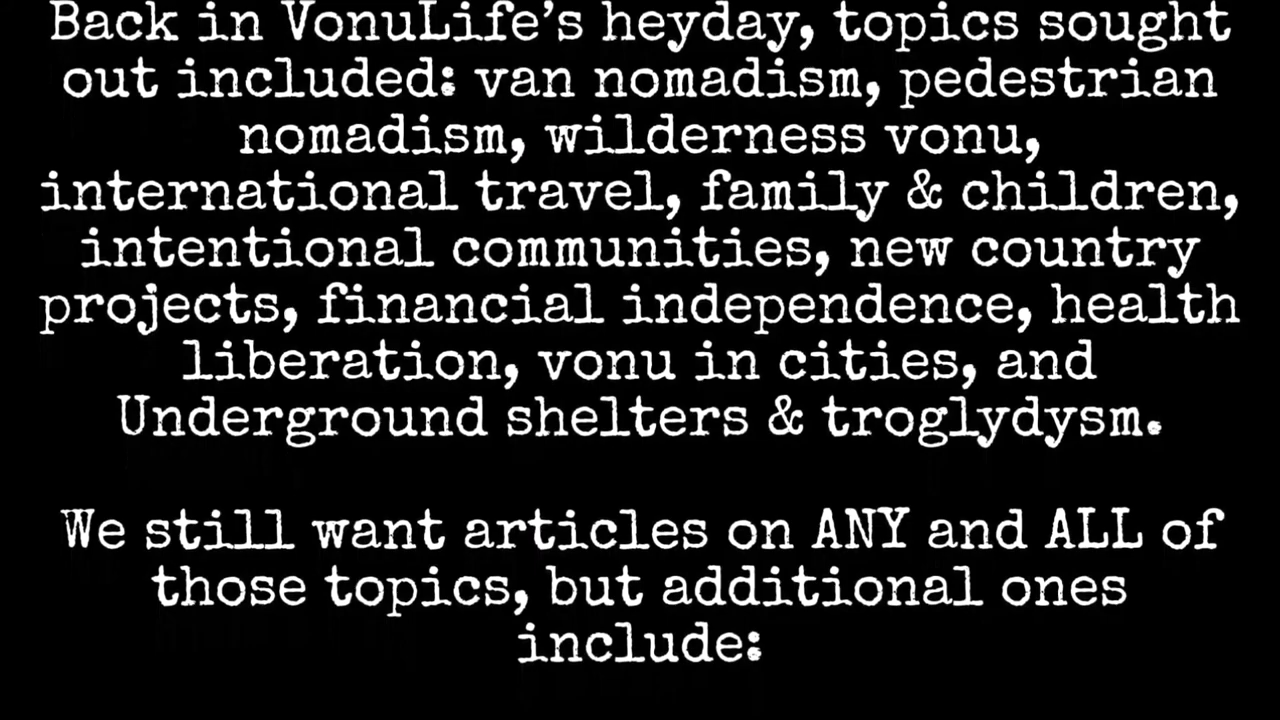 Back in VonuLife's heyday, topics sought
out included: van nomadism, pedestrian
nomadism, wilderness vonu,
international travel, family & children,
intentional communities, new country
projects, financial independence, health
liberation, vonu in cities, and
Underground shelters & troglydysm.
We still want articles on ANY and ALL of
those topics, but additional ones
include: